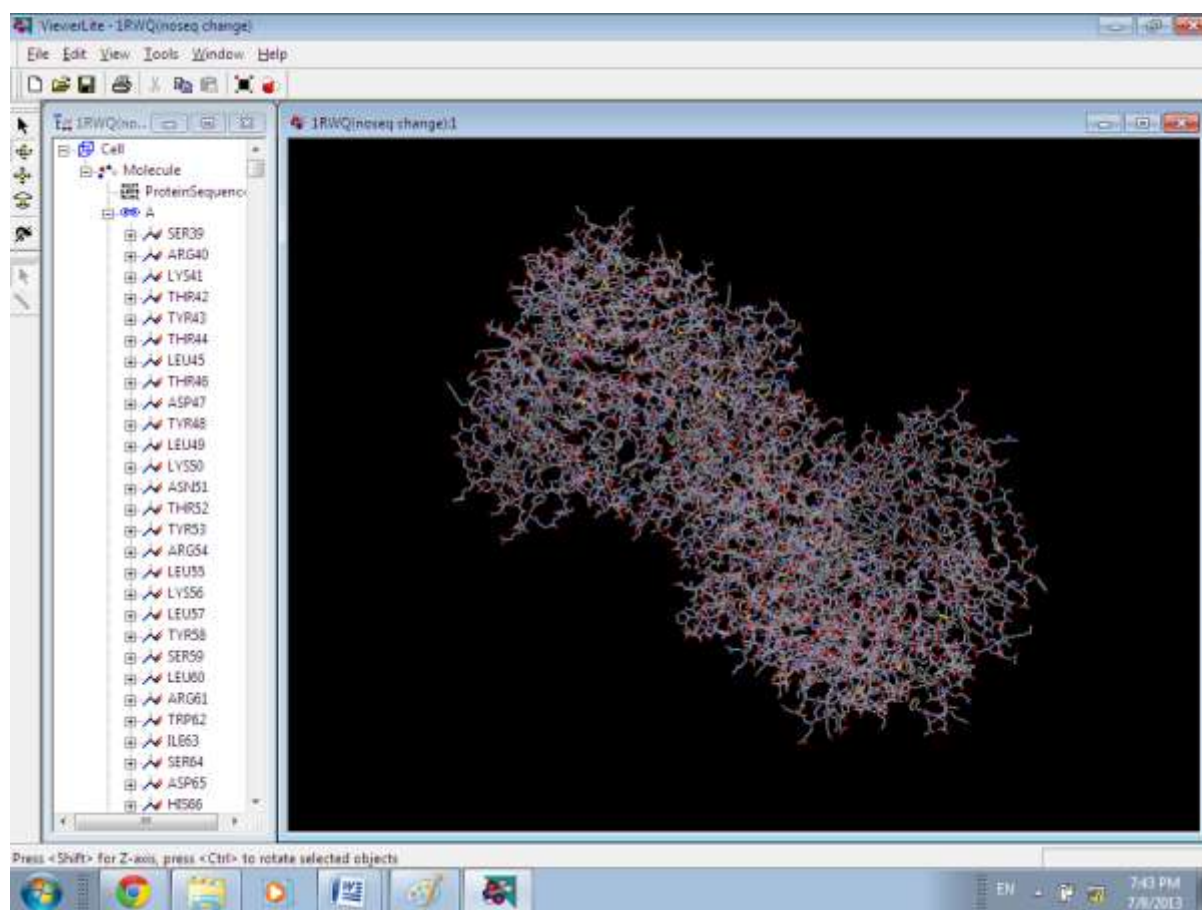 ViewerLite - 1RWQ(noseq change)
File Edit View Tools Window Help
1RWQ(no...
1RWQ(noseq change):1
Cell
Molecule
ProteinSequenc
A
SER39
ARG40
LYS41
THR42
TYR43
THR44
LEU45
THR46
ASP47
TYR48
LEU49
LYS50
ASN51
THR52
TYR53
ARG54
LEU55
LYS56
LEU57
TYR58
SER59
LEU60
ARG61
TRP62
ILE63
SER64
ASP65
HIS66
Press <Shift> for Z-axis, press <Ctrl> to rotate selected objects
EN
7:43 PM
7/8/2013